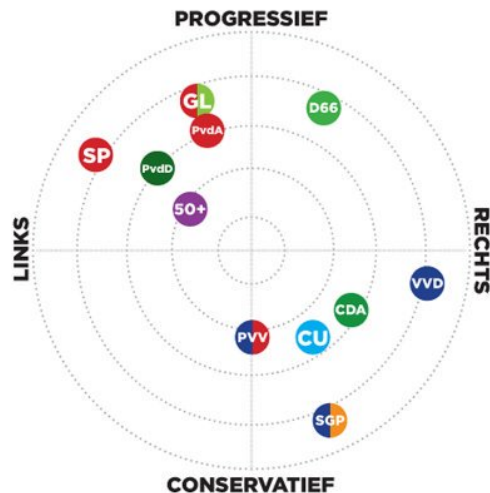 PROGRESSIEF
GL
D66
PvdA
SP
PvdD
50+
LINKS
RECHTS
VVD
CDA
PVV
CU
SGP
CONSERVATIEF